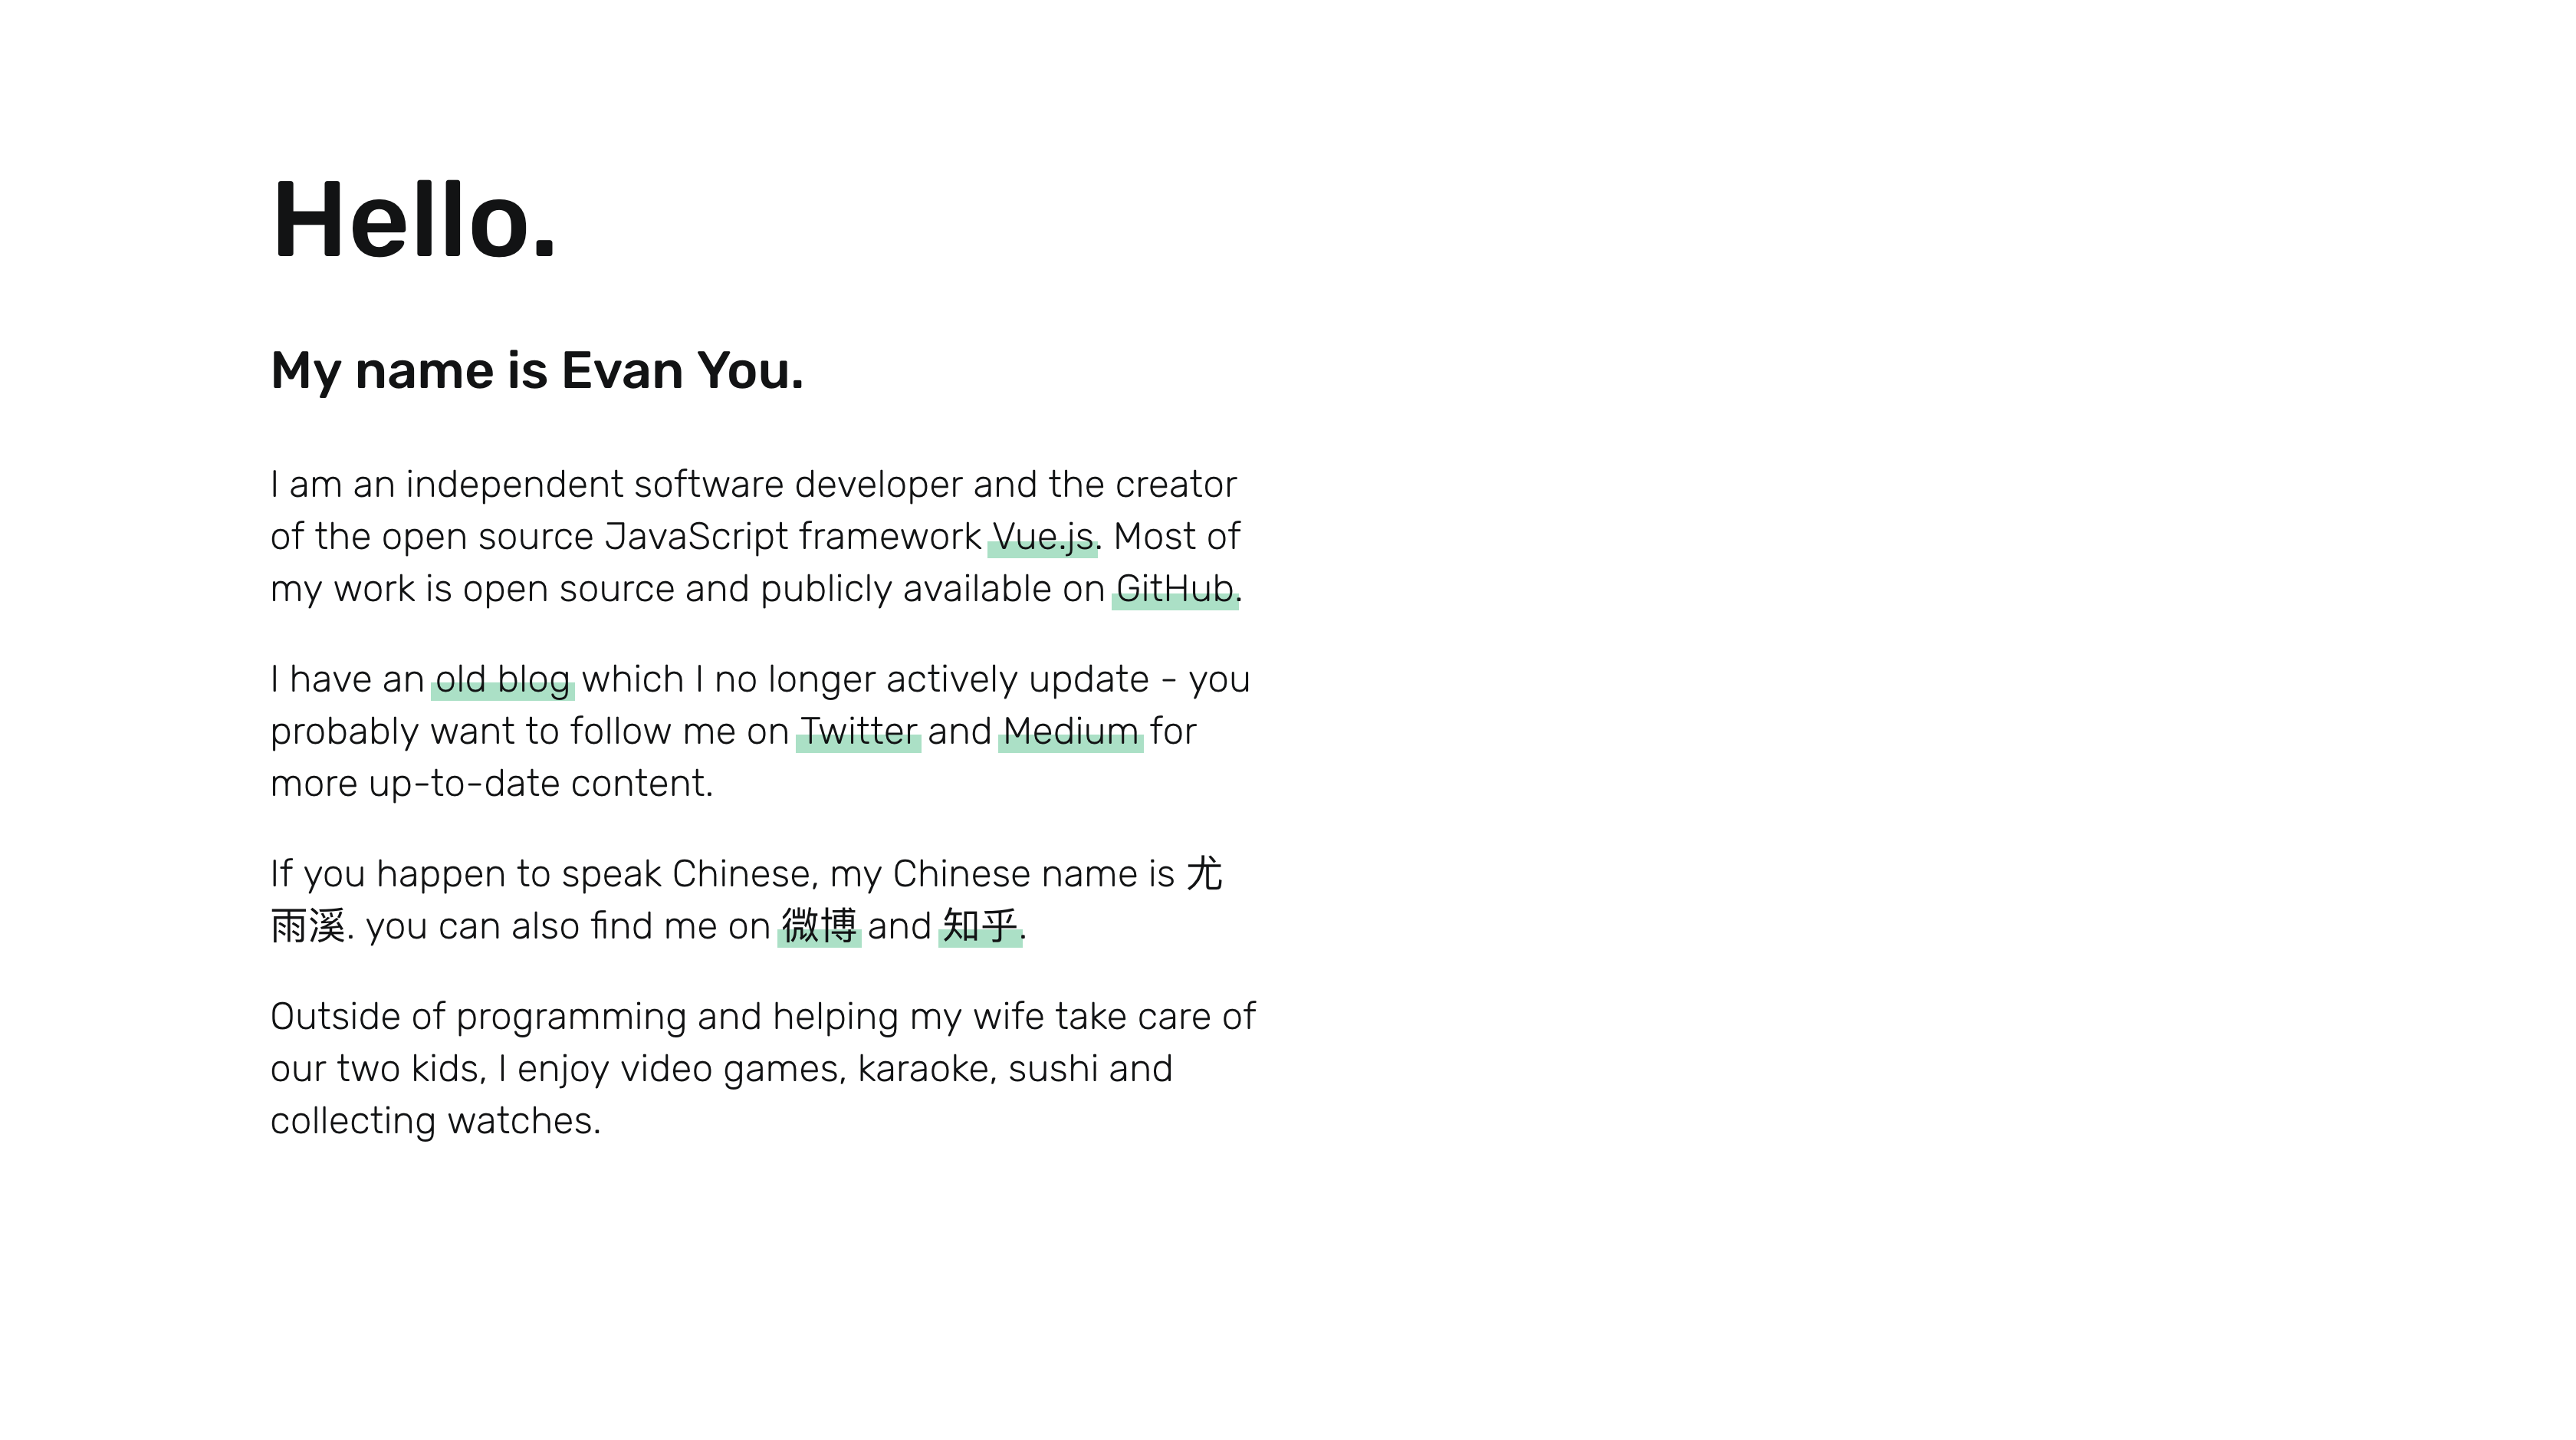 Hello.
My name is Evan You.
I am an independent software developer and the creator
of the open source JavaScript framework Vue.js. Most of
my work is open source and publicly available on GitHub.
I have an old blog which I no longer actively update - you
probably want to follow me on Twitter and Medium for
more up-to-date content.
If you happen to speak Chinese, my Chinese name is 尤
雨溪. you can also find me on 微博 and 知乎.
Outside of programming and helping my wife take care of
our two kids, I enjoy video games, karaoke, sushi and
collecting watches.